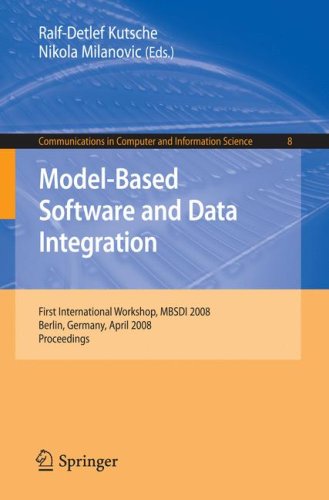 Ralf-Detlef Kutsche
Nikola Milanovic (Eds.)
Communications in Computer and Information Science 8
Model-Based
Software and Data
Integration
First International Workshop, MBSDI 2008
Berlin, Germany, April 2008
Proceedings
Springer